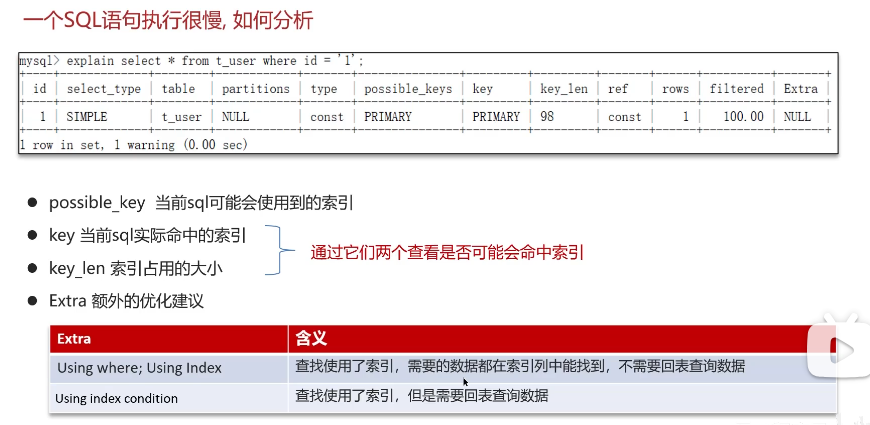 一个SQL语句执行很慢, 如何分析
mysql> explain select * from t_user where id = '1';
| id | select_type | table | partitions | type | possible_keys | key | key_len | ref | rows | filtered | Extra |
| 1 | SIMPLE | t_user | NULL | const | PRIMARY | PRIMARY | 98 | const | 1 | 100.00 | NULL |
1 row in set, 1 warning (0.00 sec)
● possible_key 当前sql可能会使用到的索引
● key 当前sql实际命中的索引
通过它们两个查看是否可能会命中索引
● key_len 索引占用的大小
● Extra 额外的优化建议
Extra 含义
Using where; Using Index 查找使用了索引，需要的数据都在索引列中能找到，不需要回表查询数据
Using index condition 查找使用了索引，但是需要回表查询数据